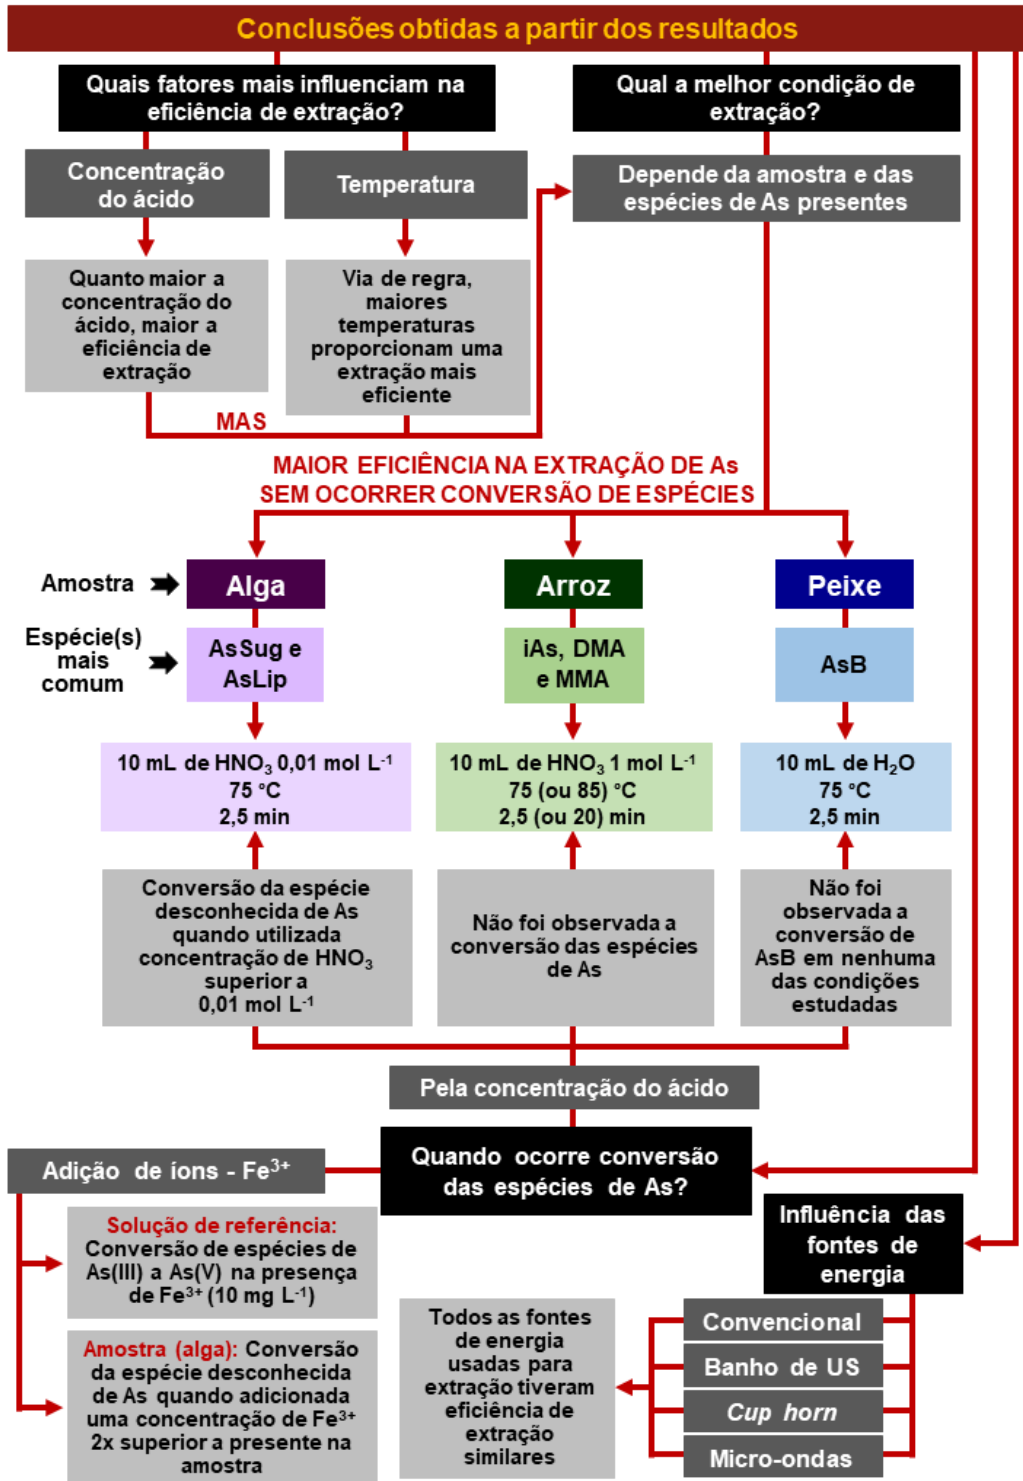 Conclusões obtidas a partir dos resultados
Quais fatores mais influenciam na
eficiência de extração?
Qual a melhor condição de
extração?
Concentração
do ácido
Temperatura
Depende da amostra e das
espécies de As presentes
Quanto maior a
concentração do
ácido, maior a
eficiência de
extração
Via de regra,
maiores
temperaturas
proporcionam uma
extração mais
eficiente
MAS
MAIOR EFICIÊNCIA NA EXTRAÇÃO DE As
SEM OCORRER CONVERSÃO DE ESPÉCIES
Amostra
Alga
Arroz
Peixe
Espécie(s)
mais
comum
AsSug e
AsLip
iAs, DMA
e MMA
AsB
10 mL de HNO₃ 0,01 mol L⁻¹
75 °C
2,5 min
10 mL de HNO₃ 1 mol L⁻¹
75 (ou 85) °C
2,5 (ou 20) min
10 mL de H₂O
75 °C
2,5 min
Conversão da espécie
desconhecida de As
quando utilizada
concentração de HNO₃
superior a
0,01 mol L⁻¹
Não foi observada a
conversão das espécies
de As
Não foi
observada a
conversão de
AsB em nenhuma
das condições
estudadas
Pela concentração do ácido
Quando ocorre conversão
das espécies de As?
Adição de íons - Fe³⁺
Solução de referência:
Conversão de espécies de
As(III) a As(V) na presença
de Fe³⁺ (10 mg L⁻¹)
Amostra (alga): Conversão
da espécie desconhecida
de As quando adicionada
uma concentração de Fe³⁺
2x superior a presente na
amostra
Influência das
fontes de
energia
Convencional
Banho de US
Cup horn
Micro-ondas
Todos as fontes
de energia
usadas para
extração tiveram
eficiência de
extração
similares